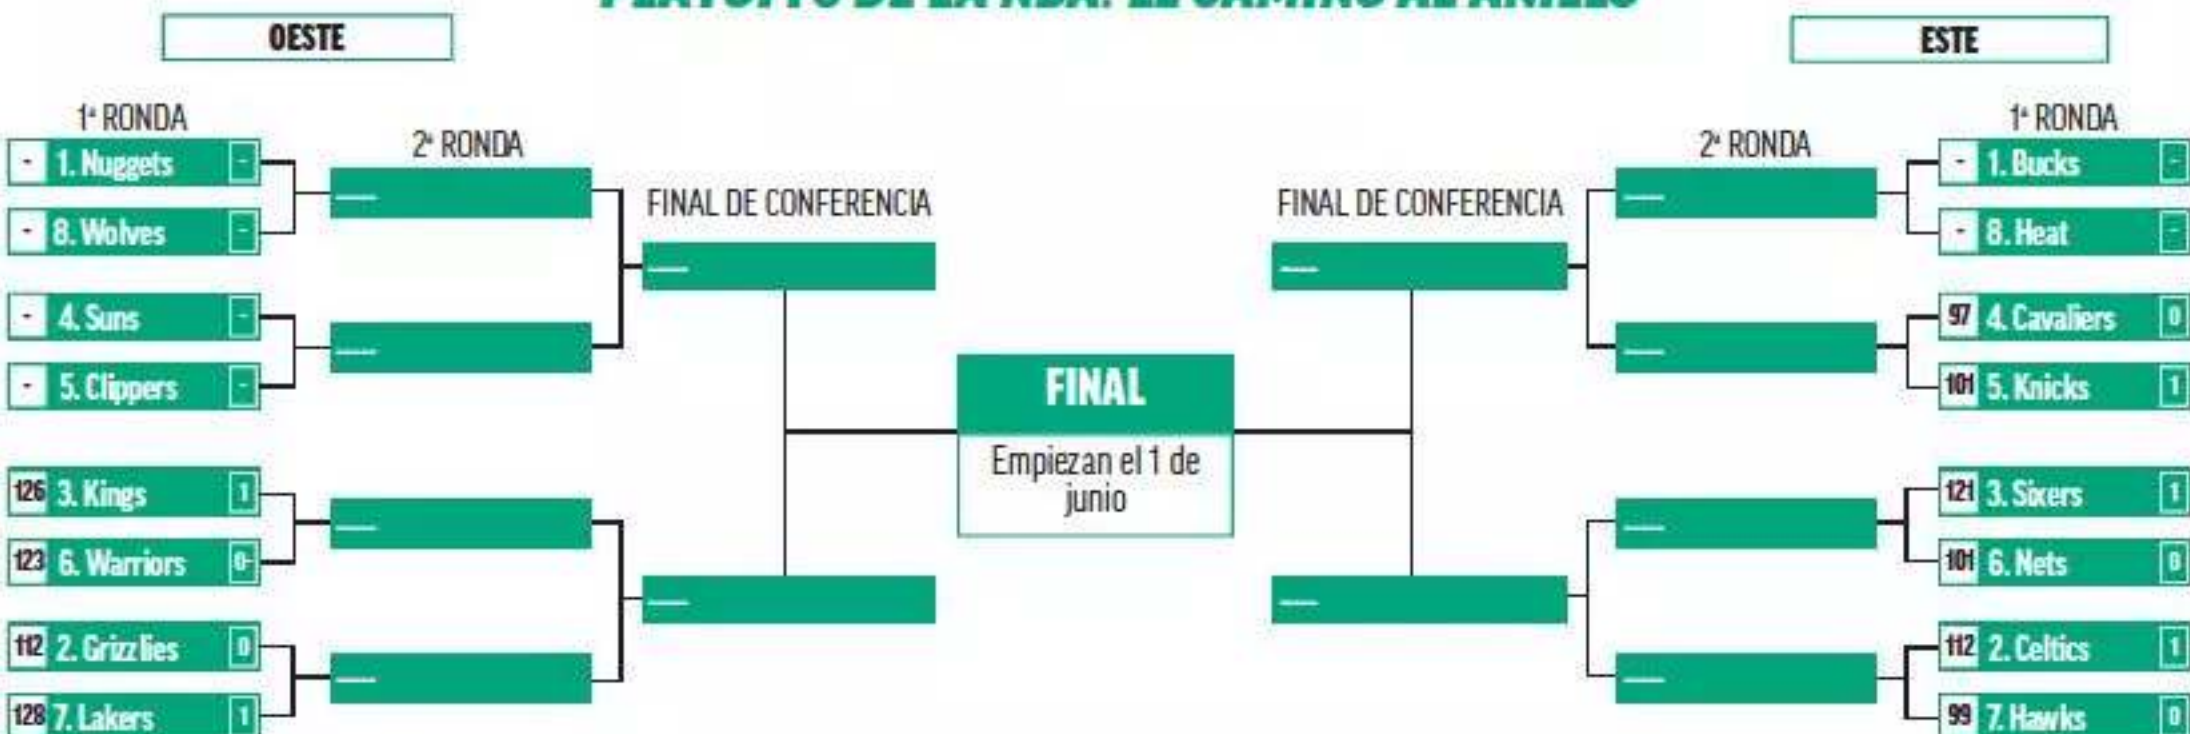 OESTE
ESTE
1ª RONDA
- 1. Nuggets -
- 8. Wolves -
- 4. Suns -
- 5. Clippers -
126 3. Kings 1
123 6. Warriors 0-
112 2. Grizzlies 0
128 7. Lakers 1
2ª RONDA
FINAL DE CONFERENCIA
FINAL
Empiezan el 1 de
junio
FINAL DE CONFERENCIA
2ª RONDA
1ª RONDA
- 1. Bucks -
- 8. Heat -
97 4. Cavaliers 0
101 5. Knicks 1
121 3. Sixers 1
101 6. Nets 0
112 2. Celtics 1
99 7. Hawks 0